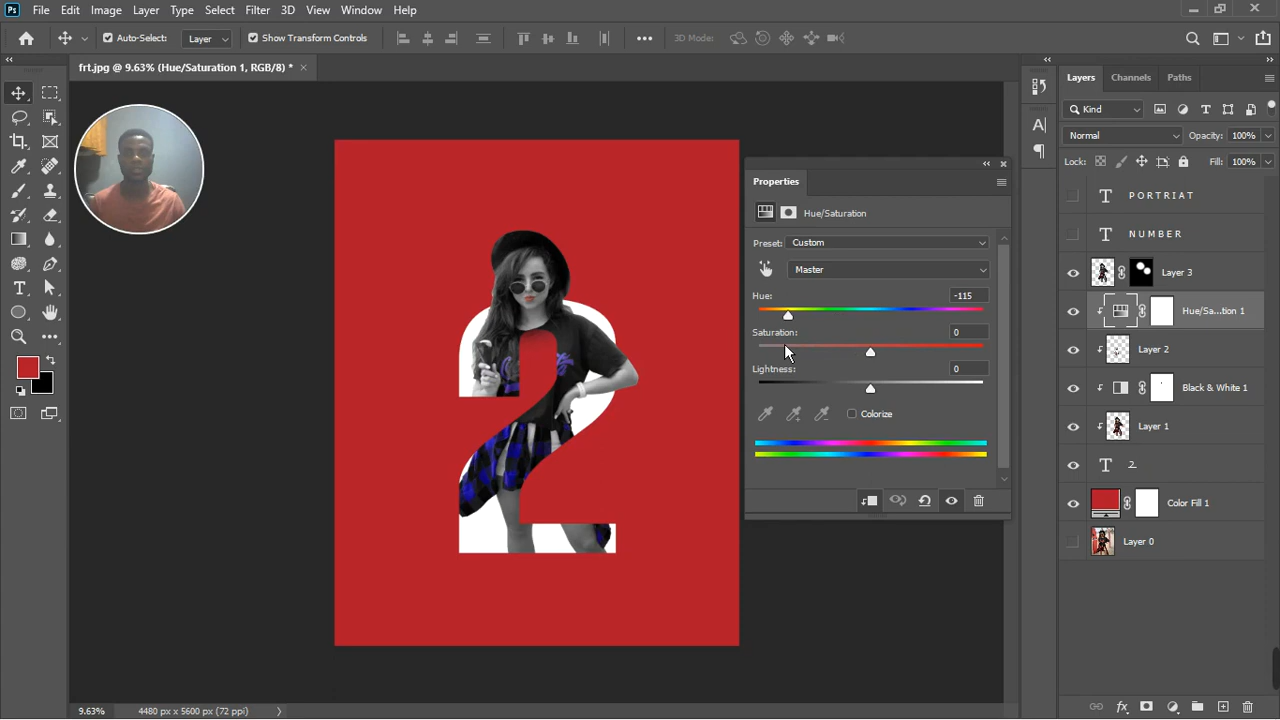 Ps File Edit Image Layer Type Select Filter 3D View Window Help
Auto-Select: Layer Show Transform Controls 3D Mode:
frt.jpg @ 9.63% (Hue/Saturation 1, RGB/8) *
Layers Channels Paths
Kind
Normal Opacity: 100%
Lock: Fill: 100%
PORTRIAT
NUMBER
Layer 3
Hue/Sa...tion 1
Layer 2
Black & White 1
Layer 1
2
Color Fill 1
Layer 0
Properties
Hue/Saturation
Preset: Custom
Master
Hue: -115
Saturation: 0
Lightness: 0
Colorize
2
9.63% 4480 px x 5600 px (72 ppi)